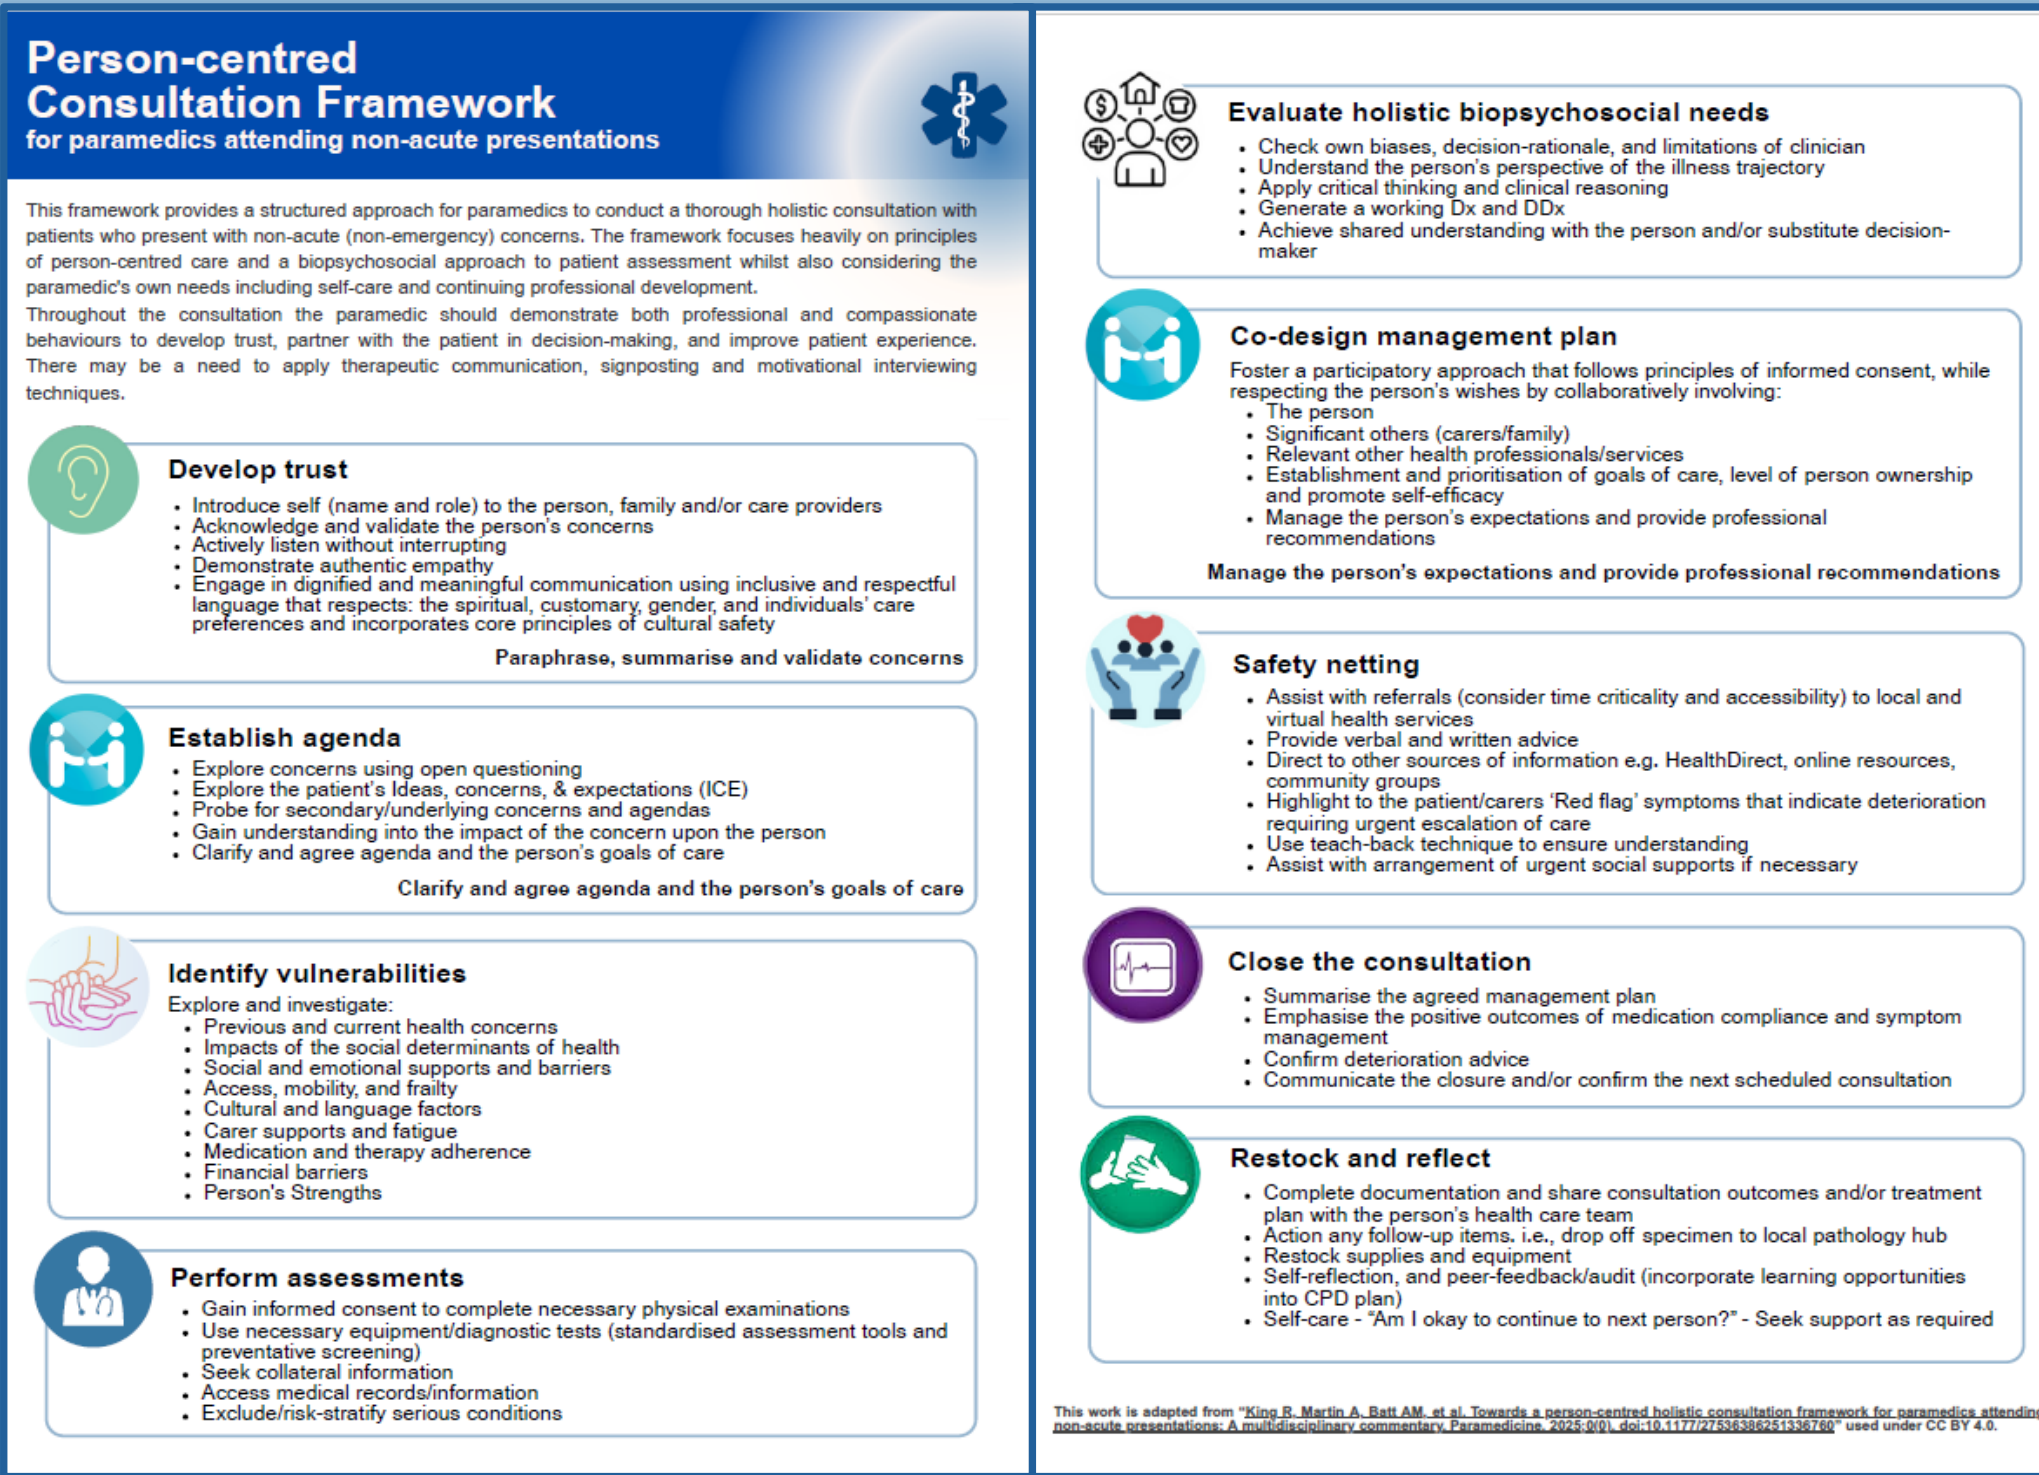 Person-centred
Consultation Framework
for paramedics attending non-acute presentations
This framework provides a structured approach for paramedics to conduct a thorough holistic consultation with
patients who present with non-acute (non-emergency) concerns. The framework focuses heavily on principles
of person-centred care and a biopsychosocial approach to patient assessment whilst also considering the
paramedic's own needs including self-care and continuing professional development.
Throughout the consultation the paramedic should demonstrate both professional and compassionate
behaviours to develop trust, partner with the patient in decision-making, and improve patient experience.
There may be a need to apply therapeutic communication, signposting and motivational interviewing
techniques.
Develop trust
• Introduce self (name and role) to the person, family and/or care providers
• Acknowledge and validate the person's concerns
• Actively listen without interrupting
• Demonstrate authentic empathy
• Engage in dignified and meaningful communication using inclusive and respectful
language that respects: the spiritual, customary, gender, and individuals' care
preferences and incorporates core principles of cultural safety
Paraphrase, summarise and validate concerns
Establish agenda
• Explore concerns using open questioning
• Explore the patient's Ideas, concerns, & expectations (ICE)
• Probe for secondary/underlying concerns and agendas
• Gain understanding into the impact of the concern upon the person
• Clarify and agree agenda and the person's goals of care
Clarify and agree agenda and the person's goals of care
Identify vulnerabilities
Explore and investigate:
• Previous and current health concerns
• Impacts of the social determinants of health
• Social and emotional supports and barriers
• Access, mobility, and frailty
• Cultural and language factors
• Carer supports and fatigue
• Medication and therapy adherence
• Financial barriers
• Person's Strengths
Perform assessments
• Gain informed consent to complete necessary physical examinations
• Use necessary equipment/diagnostic tests (standardised assessment tools and
preventative screening)
• Seek collateral information
• Access medical records/information
• Exclude/risk-stratify serious conditions
Evaluate holistic biopsychosocial needs
• Check own biases, decision-rationale, and limitations of clinician
• Understand the person's perspective of the illness trajectory
• Apply critical thinking and clinical reasoning
• Generate a working Dx and DDx
• Achieve shared understanding with the person and/or substitute decision-
maker
Co-design management plan
Foster a participatory approach that follows principles of informed consent, while
respecting the person's wishes by collaboratively involving:
• The person
• Significant others (carers/family)
• Relevant other health professionals/services
• Establishment and prioritisation of goals of care, level of person ownership
and promote self-efficacy
• Manage the person's expectations and provide professional
recommendations
Manage the person's expectations and provide professional recommendations
Safety netting
• Assist with referrals (consider time criticality and accessibility) to local and
virtual health services
• Provide verbal and written advice
• Direct to other sources of information e.g. HealthDirect, online resources,
community groups
• Highlight to the patient/carers 'Red flag' symptoms that indicate deterioration
requiring urgent escalation of care
• Use teach-back technique to ensure understanding
• Assist with arrangement of urgent social supports if necessary
Close the consultation
• Summarise the agreed management plan
• Emphasise the positive outcomes of medication compliance and symptom
management
• Confirm deterioration advice
• Communicate the closure and/or confirm the next scheduled consultation
Restock and reflect
• Complete documentation and share consultation outcomes and/or treatment
plan with the person's health care team
• Action any follow-up items. i.e., drop off specimen to local pathology hub
• Restock supplies and equipment
• Self-reflection, and peer-feedback/audit (incorporate learning opportunities
into CPD plan)
• Self-care - "Am I okay to continue to next person?" - Seek support as required
This work is adapted from "King R, Martin A, Batt AM, et al. Towards a person-centred holistic consultation framework for paramedics attending
non-acute presentations: A multidisciplinary commentary. Paramedicine. 2025;0(0). doi:10.1177/27536386251336760" used under CC BY 4.0.